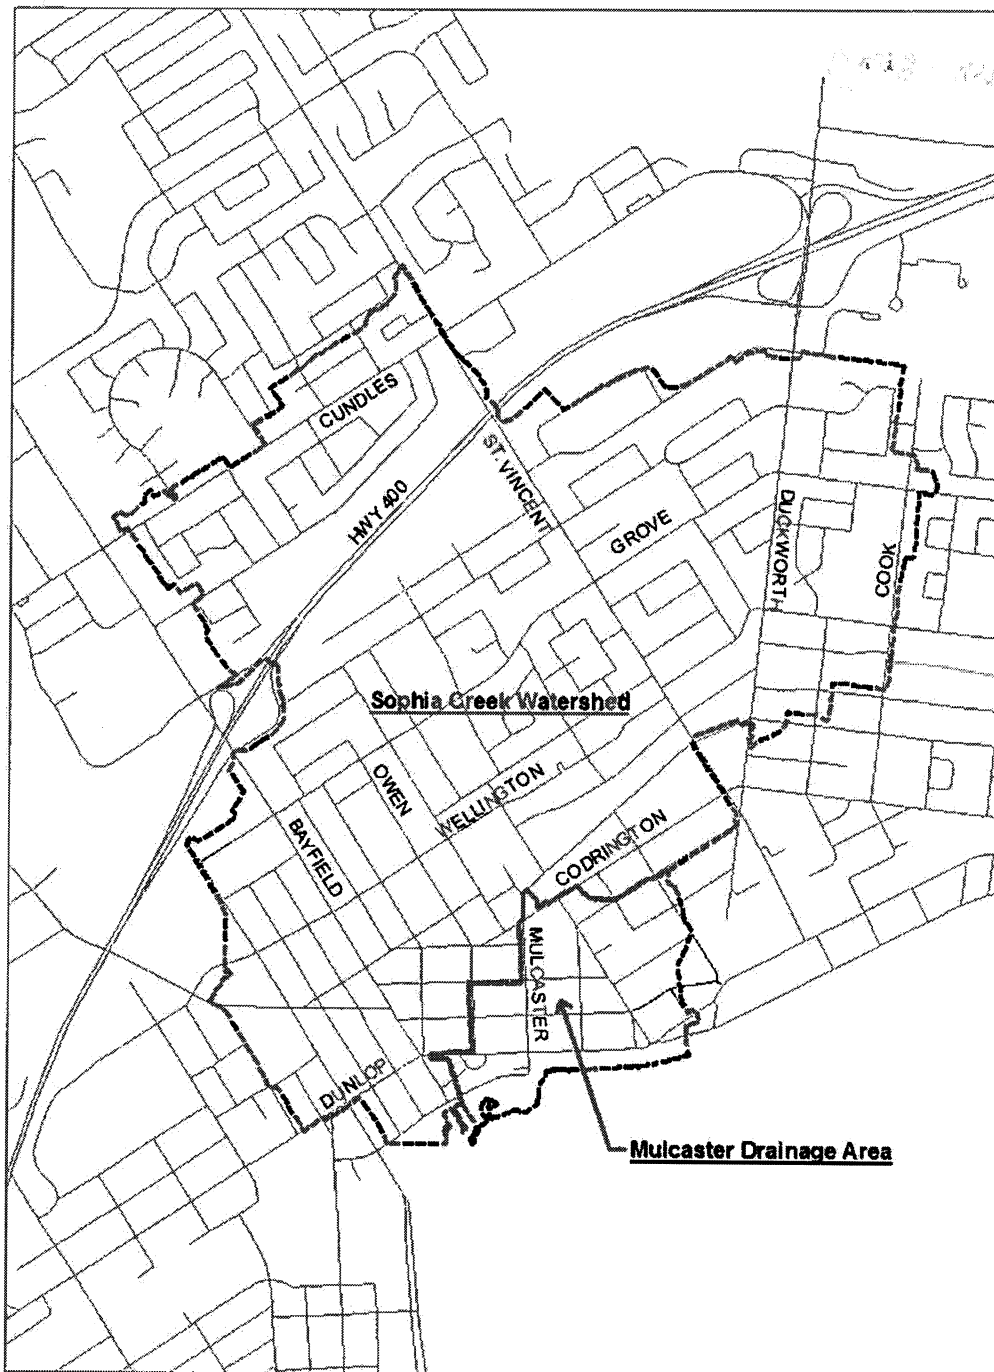 CUNDLES
HWY 400
ST.VINCENT
GROVE
DUCKWORTH
COOK
Sophia Creek Watershed
OWEN
WELLINGTON
BAYFIELD
CODRINGTON
MULCASTER
DUNLOP
Mulcaster Drainage Area